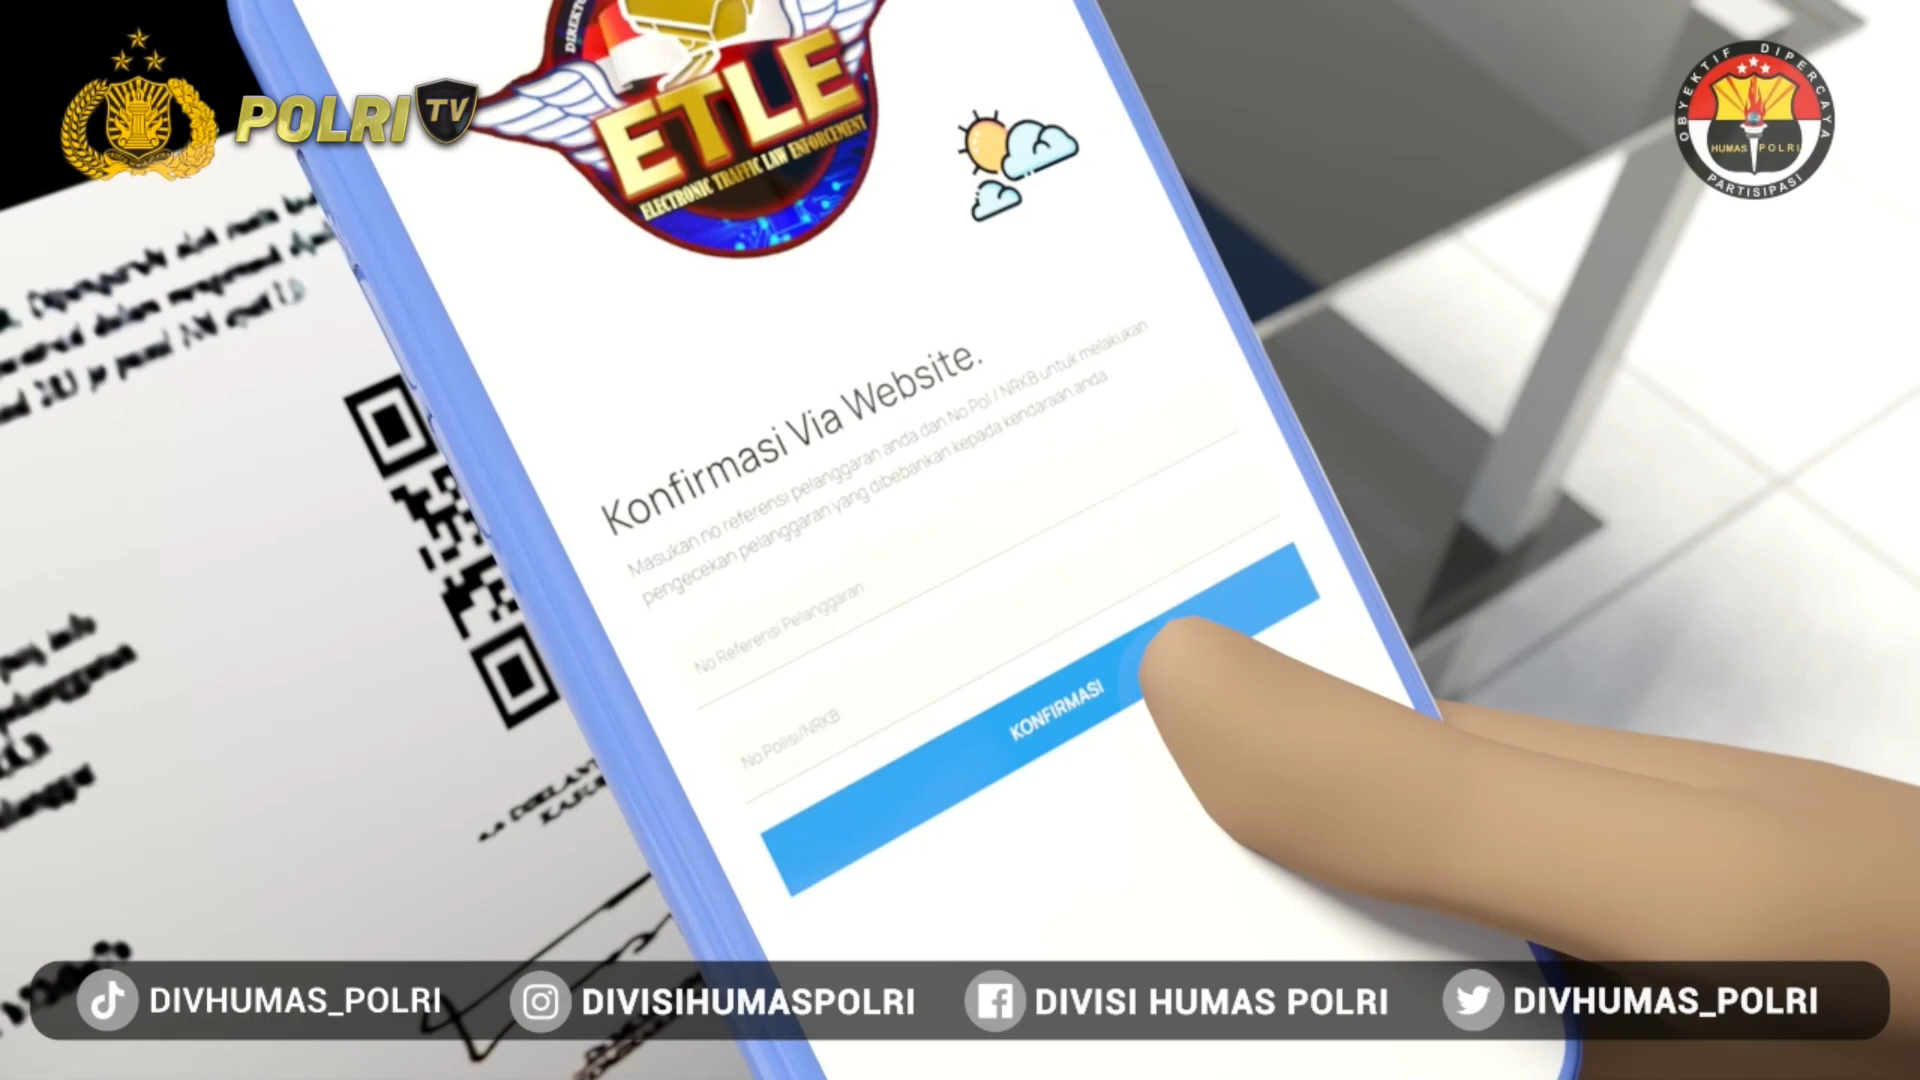 POLRI TV
DIREKTO
ETLE
ELECTRONIC TRAFFIC LAW ENFORCEMENT
OBYEKTIF DIPERCAYA
HUMAS POLRI
PARTISIPASI
Konfirmasi Via Website.
Masukan no referensi pelanggaran anda dan No Pol / NRKB untuk melakukan
pengecekan pelanggaran yang dibebankan kepada kendaraan anda
No Referensi Pelanggaran
No Polisi/NRKB
KONFIRMASI
DIVHUMAS_POLRI
DIVISIHUMASPOLRI
DIVISI HUMAS POLRI
DIVHUMAS_POLRI